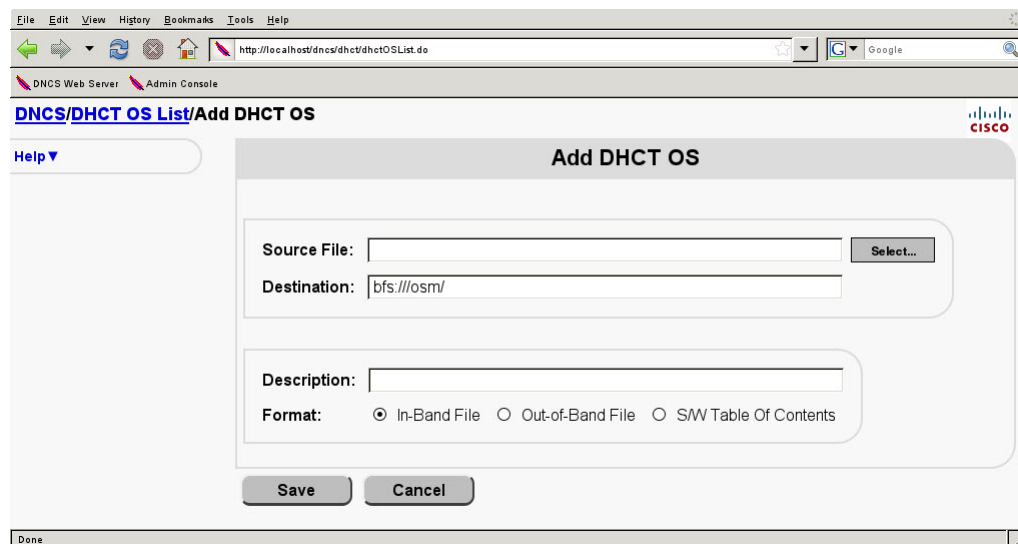 File Edit View History Bookmarks Tools Help
http://localhost/dncs/dhct/dhctOSList.do
G Google
DNCS Web Server Admin Console
DNCS/DHCT OS List/Add DHCT OS
CISCO
Help▼
Add DHCT OS
Source File: Select...
Destination: bfs:///osm/
Description:
Format: In-Band File Out-of-Band File S/W Table Of Contents
Save Cancel
Done